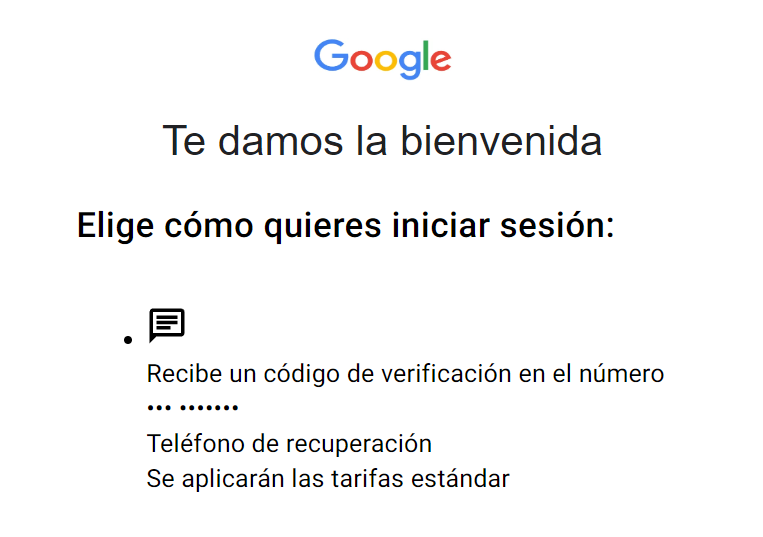 Google
Te damos la bienvenida
Elige cómo quieres iniciar sesión:
Recibe un código de verificación en el número
••• •••••••
Teléfono de recuperación
Se aplicarán las tarifas estándar